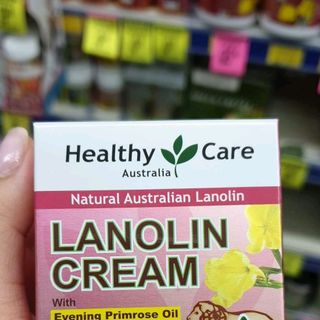 Healthy Care
Australia
Natural Australian Lanolin
LANOLIN
CREAM
With
Evening Primrose Oil